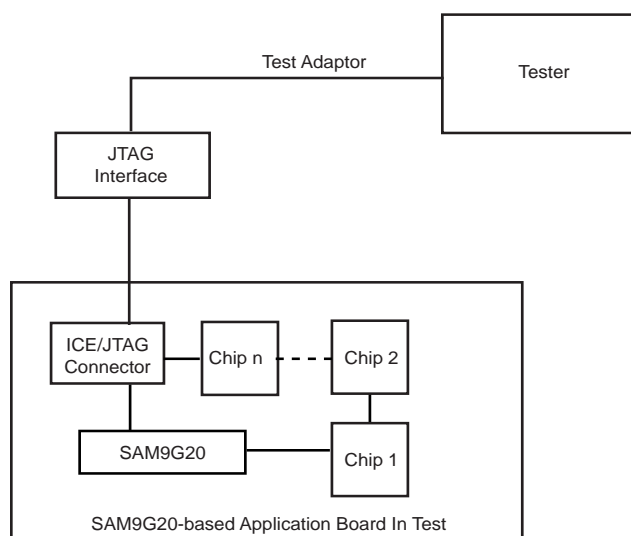 Test Adaptor
Tester
JTAG
Interface
ICE/JTAG
Connector
Chip n
Chip 2
SAM9G20
Chip 1
SAM9G20-based Application Board In Test